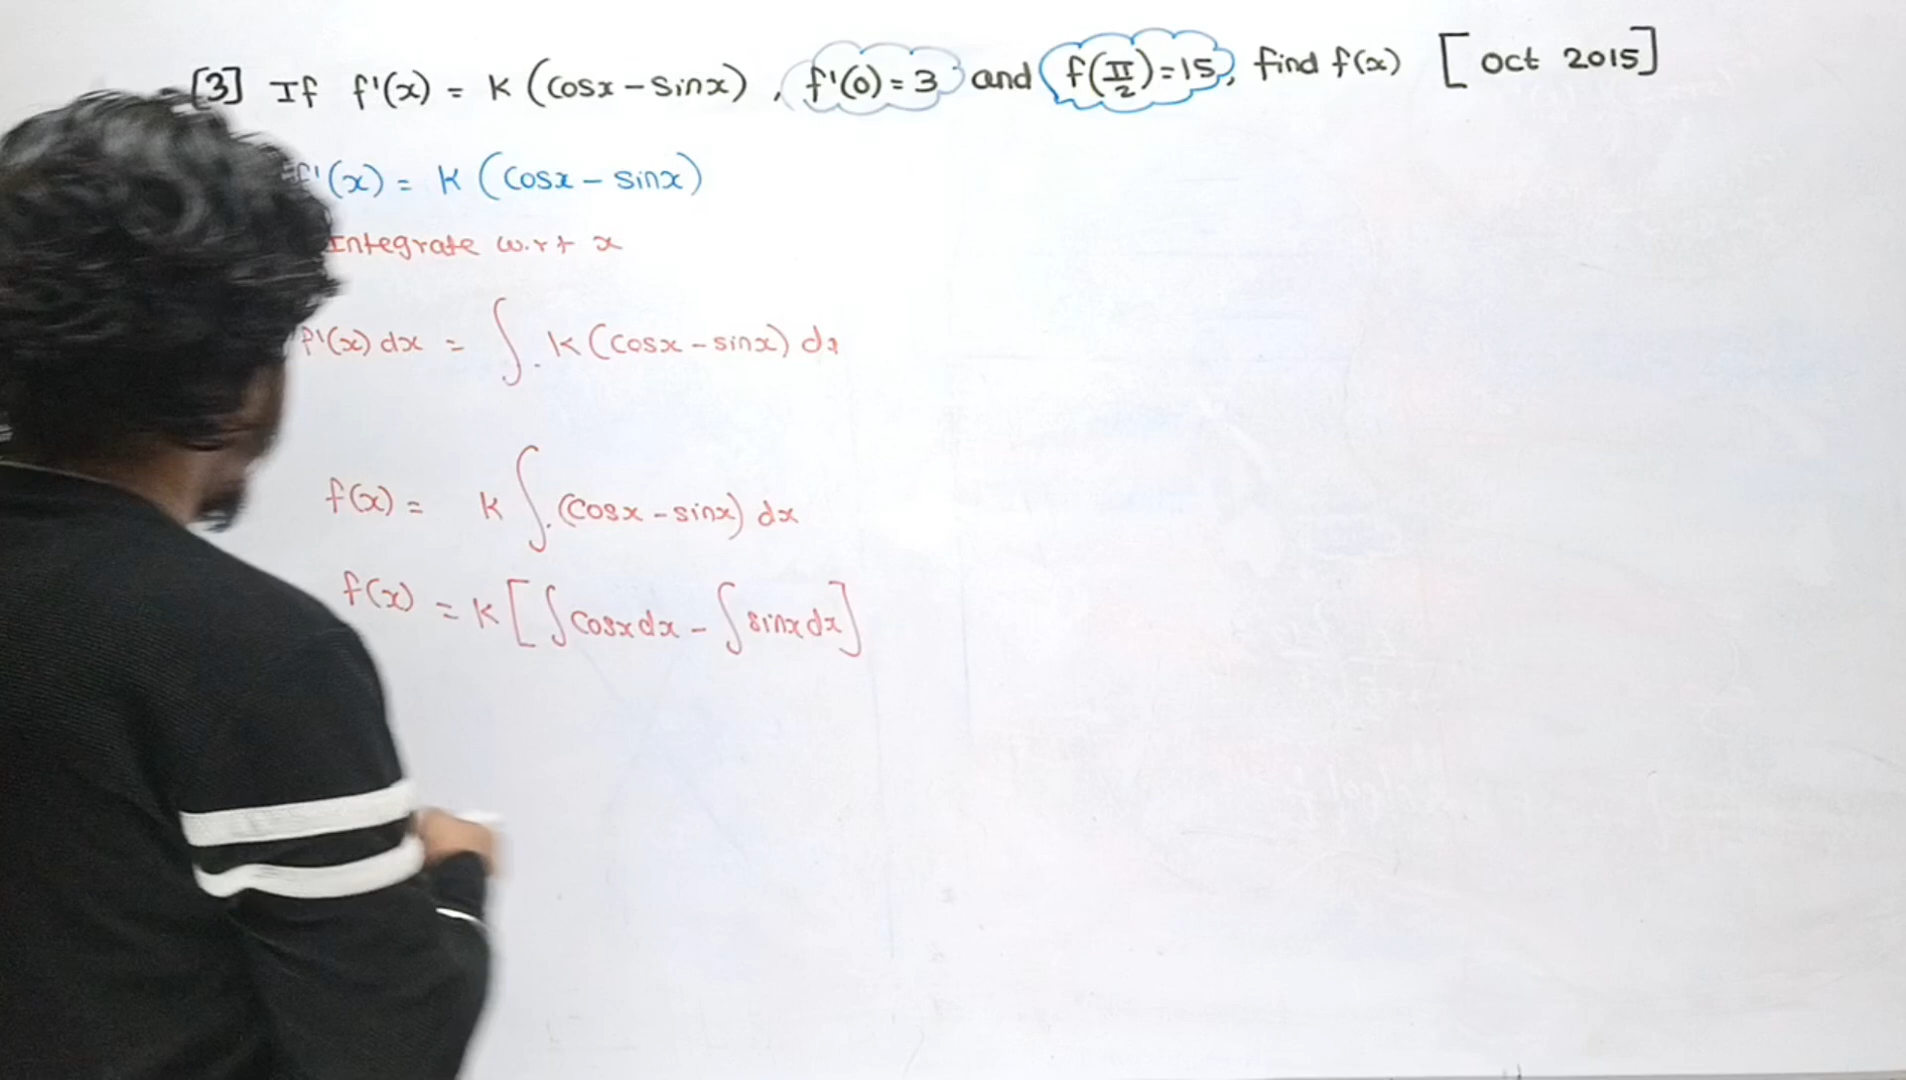 [3] If f'(x) = K (cosx - sinx), f'(0) = 3 and f(π/2) = 15, find f(x) [Oct 2015]
f'(x) = K (cosx - sinx)
Integrate w.r.t x
f'(x) dx = ∫ K (cosx - sinx) dx
f(x) = K ∫ (cosx - sinx) dx
f(x) = K [∫ cosx dx - ∫ sinx dx]